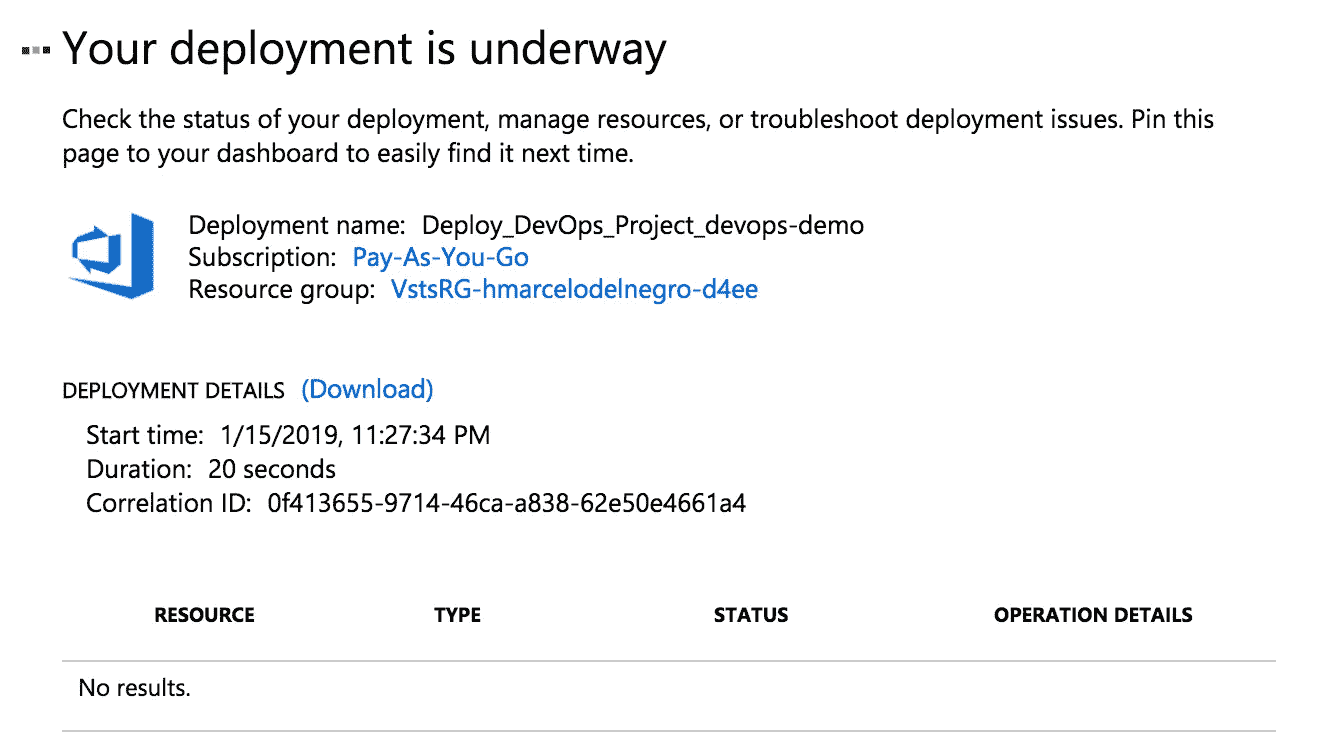 Your deployment is underway
Check the status of your deployment, manage resources, or troubleshoot deployment issues. Pin this
page to your dashboard to easily find it next time.
Deployment name: Deploy_DevOps_Project_devops-demo
Subscription: Pay-As-You-Go
Resource group: VstsRG-hmarcelodelnegro-d4ee
DEPLOYMENT DETAILS (Download)
Start time: 1/15/2019, 11:27:34 PM
Duration: 20 seconds
Correlation ID: 0f413655-9714-46ca-a838-62e50e4661a4
RESOURCE TYPE STATUS OPERATION DETAILS
No results.